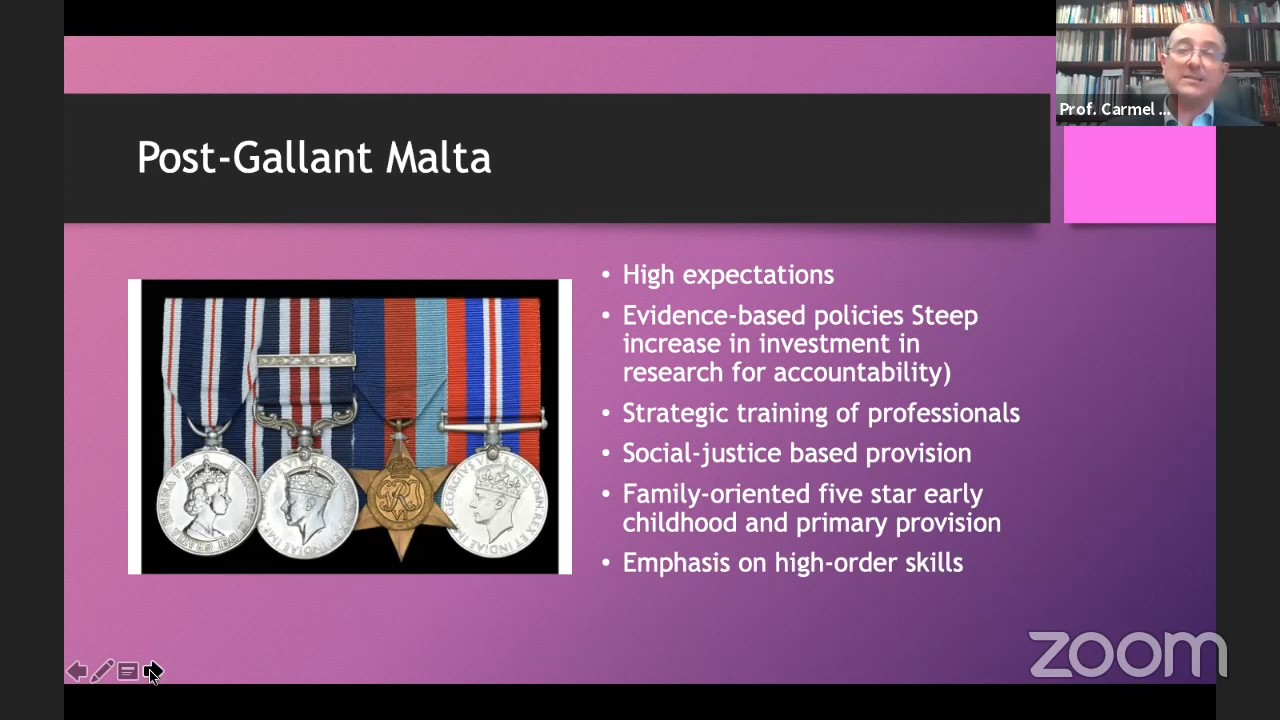 Prof. Carmel ...
Post-Gallant Malta
• High expectations
• Evidence-based policies Steep
increase in investment in
research for accountability)
• Strategic training of professionals
• Social-justice based provision
• Family-oriented five star early
childhood and primary provision
• Emphasis on high-order skills
zoom